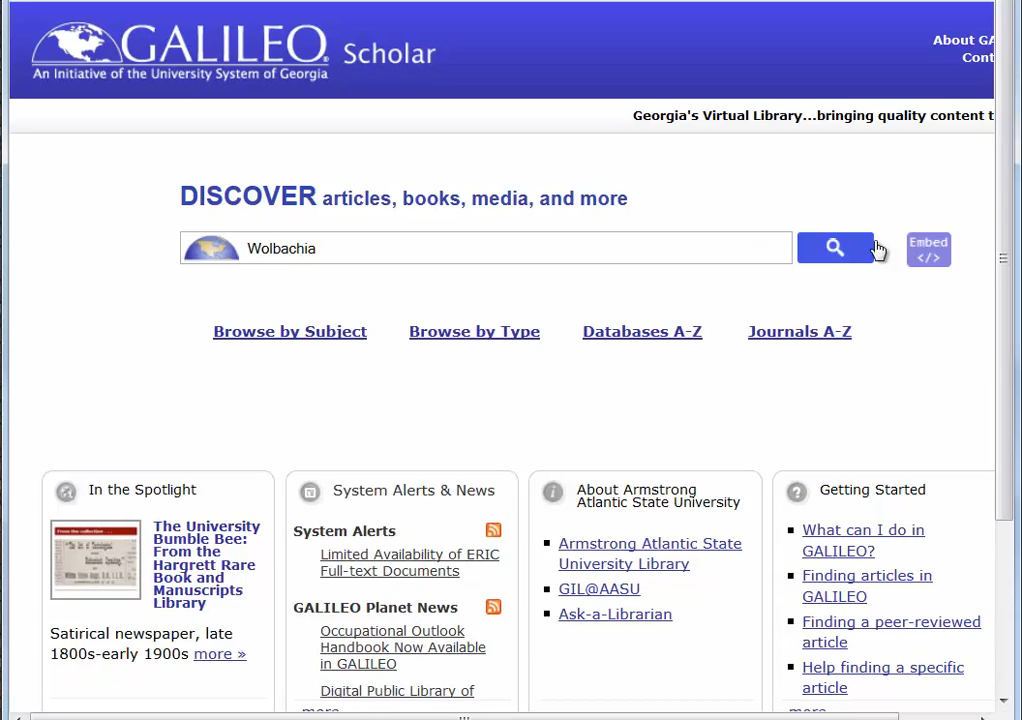 GALILEO® Scholar
An Initiative of the University System of Georgia
About GA
Cont
Georgia's Virtual Library...bringing quality content t
DISCOVER articles, books, media, and more
Wolbachia
Embed
</>
Browse by Subject
Browse by Type
Databases A-Z
Journals A-Z
In the Spotlight
The University
Bumble Bee:
From the
Hargrett Rare
Book and
Manuscripts
Library
Satirical newspaper, late
1800s-early 1900s more »
System Alerts & News
System Alerts
Limited Availability of ERIC
Full-text Documents
GALILEO Planet News
Occupational Outlook
Handbook Now Available
in GALILEO
Digital Public Library of
About Armstrong
Atlantic State University
Armstrong Atlantic State
University Library
GIL@AASU
Ask-a-Librarian
Getting Started
What can I do in
GALILEO?
Finding articles in
GALILEO
Finding a peer-reviewed
article
Help finding a specific
article